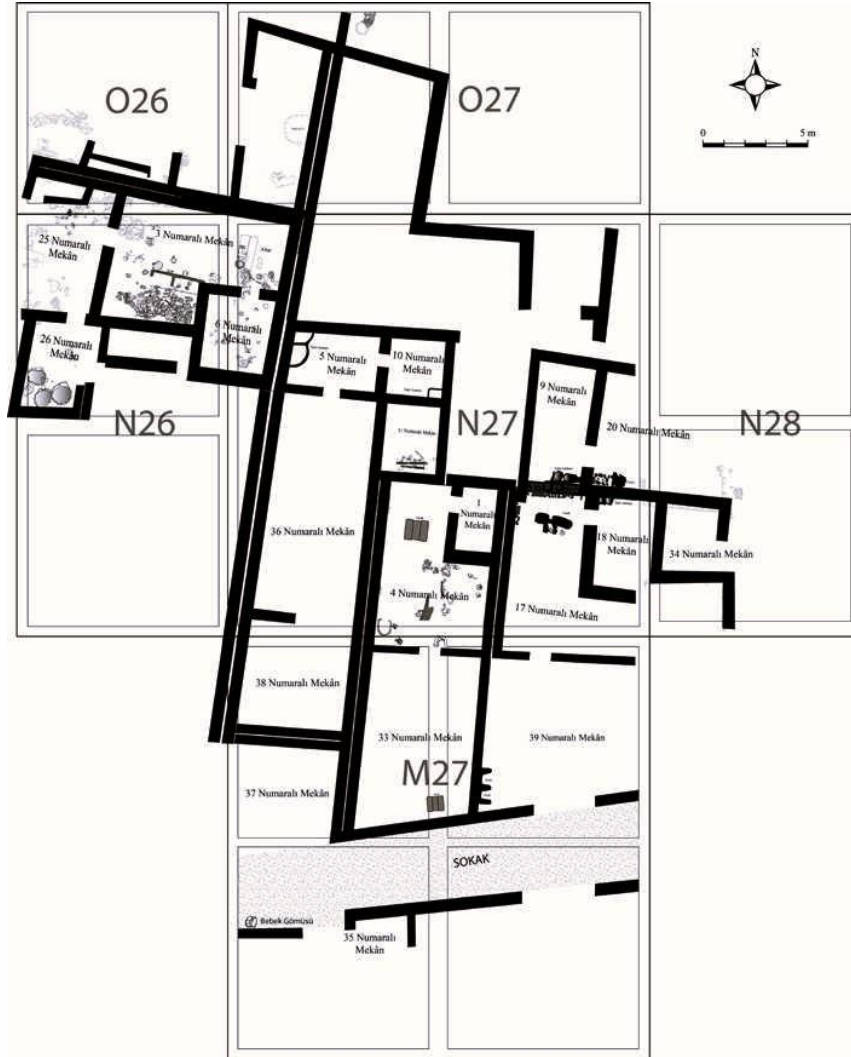 N
0 5 m
O26
O27
25 Numaralı
Mekân
3 Numaralı Mekân
26 Numaralı
Mekân
6 Numaralı
Mekân
5 Numaralı
Mekân
10 Numaralı
Mekân
9 Numaralı
Mekân
20 Numaralı Mekân
N26
N27
N28
1
Numaralı
Mekân
36 Numaralı Mekân
18 Numaralı
Mekân
34 Numaralı Mekân
4 Numaralı Mekân
17 Numaralı Mekân
38 Numaralı Mekân
33 Numaralı Mekân
39 Numaralı Mekân
M27
37 Numaralı Mekân
SOKAK
Bebek Gömüsü
35 Numaralı
Mekân